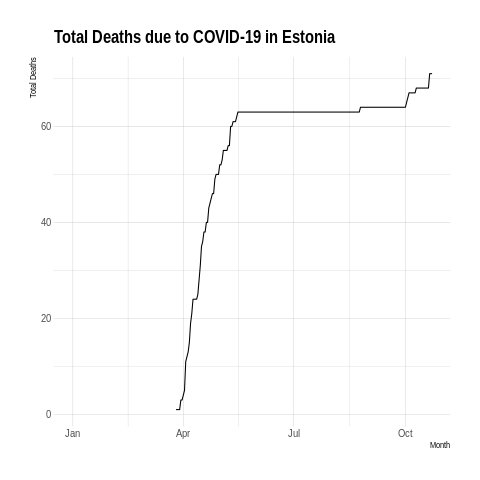 Total Deaths due to COVID-19 in Estonia
Total Deaths
60
40
20
0
Jan Apr Jul Oct
Month